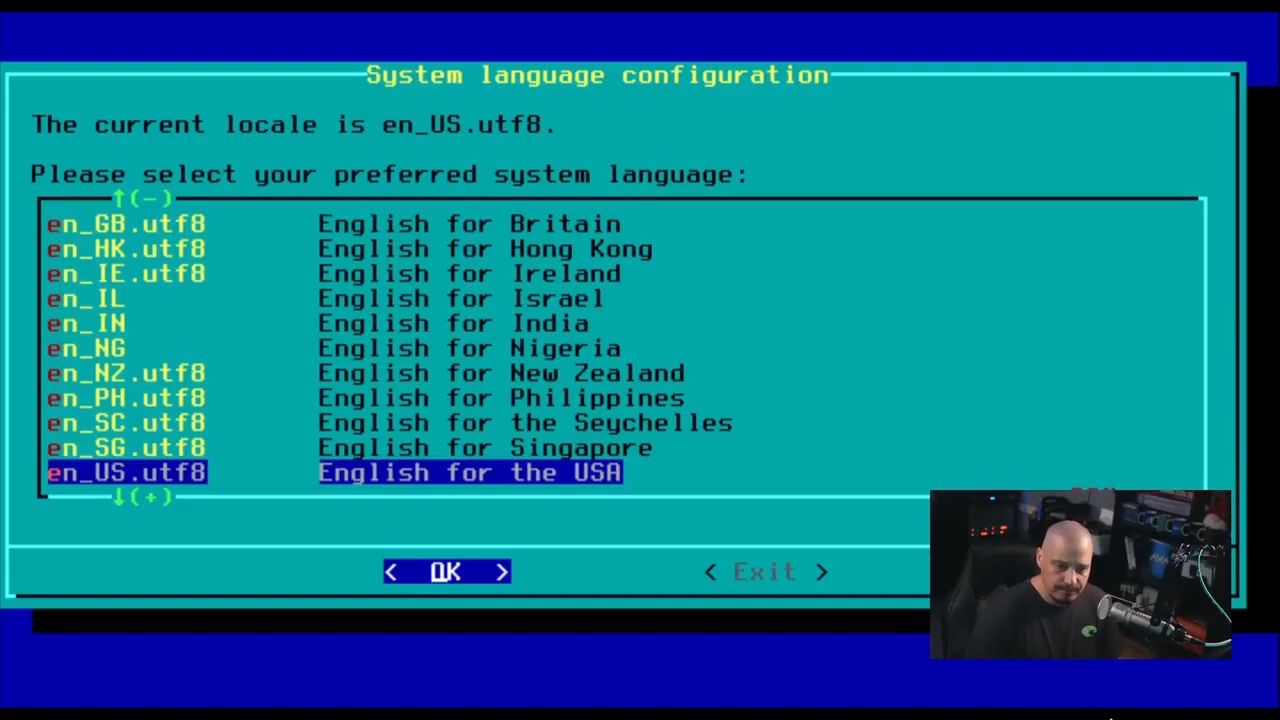 System language configuration
The current locale is en_US.utf8.
Please select your preferred system language:
↑(-)
en_GB.utf8 English for Britain
en_HK.utf8 English for Hong Kong
en_IE.utf8 English for Ireland
en_IL English for Israel
en_IN English for India
en_NG English for Nigeria
en_NZ.utf8 English for New Zealand
en_PH.utf8 English for Philippines
en_SC.utf8 English for the Seychelles
en_SG.utf8 English for Singapore
en_US.utf8 English for the USA
↓(+)
< OK > < Exit >